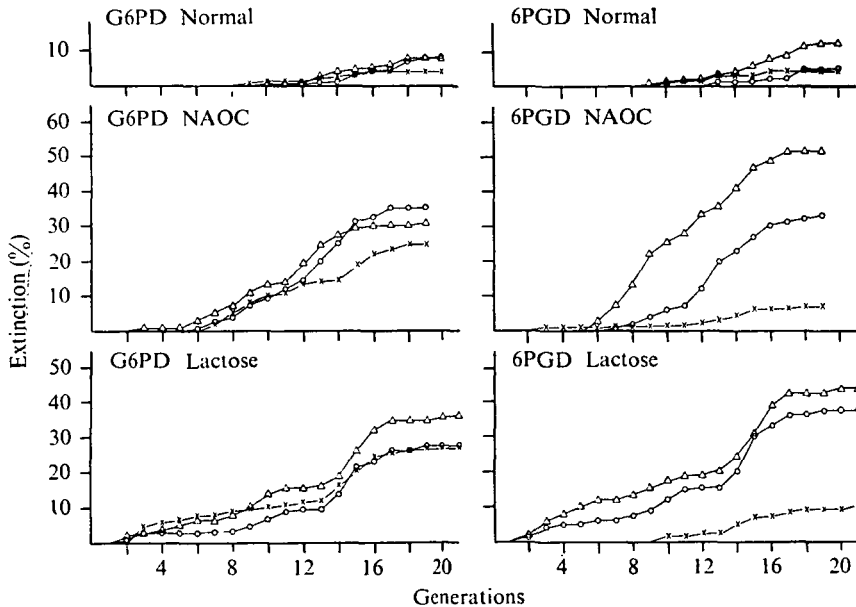 G6PD Normal
6PGD Normal
10
G6PD NAOC
6PGD NAOC
60
50
40
30
20
10
Extinction (%)
G6PD Lactose
6PGD Lactose
50
40
30
20
10
4 8 12 16 20
4 8 12 16 20
Generations